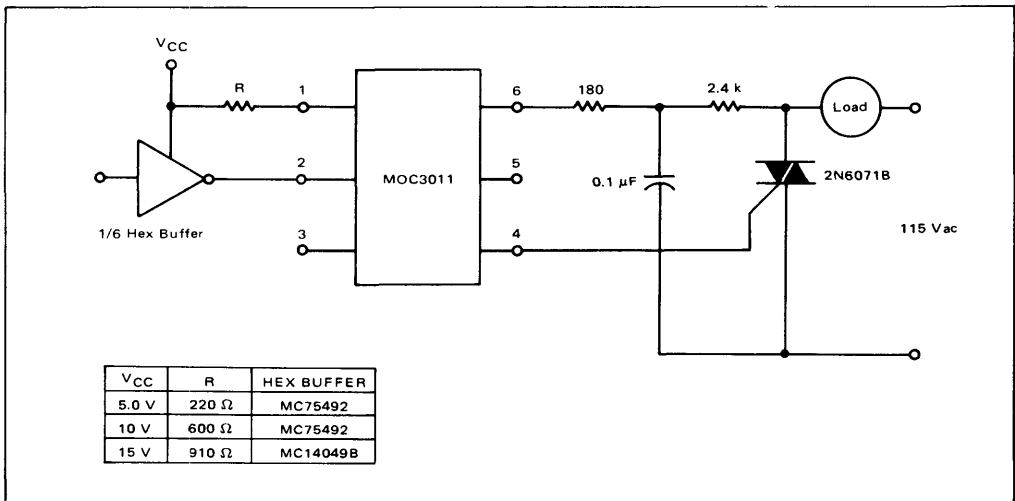 VCC
R
1
2
3
1/6 Hex Buffer
MOC3011
6
5
4
180
2.4 k
0.1 μF
Load
2N6071B
115 Vac
VCC R HEX BUFFER
5.0 V 220 Ω MC75492
10 V 600 Ω MC75492
15 V 910 Ω MC14049B